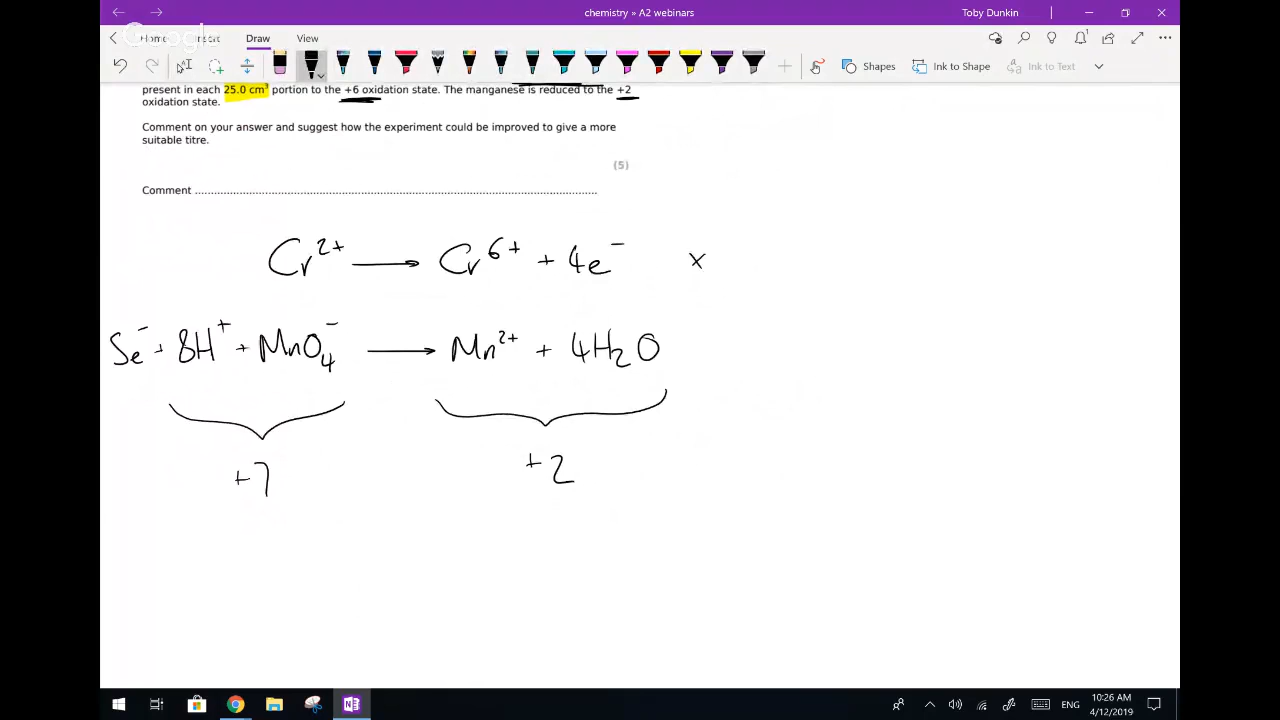 chemistry » A2 webinars
Toby Dunkin
Home Insert Draw View
Shapes
Ink to Shape
Ink to Text
present in each 25.0 cm³ portion to the +6 oxidation state. The manganese is reduced to the +2
oxidation state.
Comment on your answer and suggest how the experiment could be improved to give a more
suitable titre.
(5)
Comment ................................................................................
Cr²⁺ → Cr⁶⁺ + 4e⁻ ×
5e⁻ + 8H⁺ + MnO₄⁻ → Mn²⁺ + 4H₂O
+7 +2
ENG
10:26 AM
4/12/2019